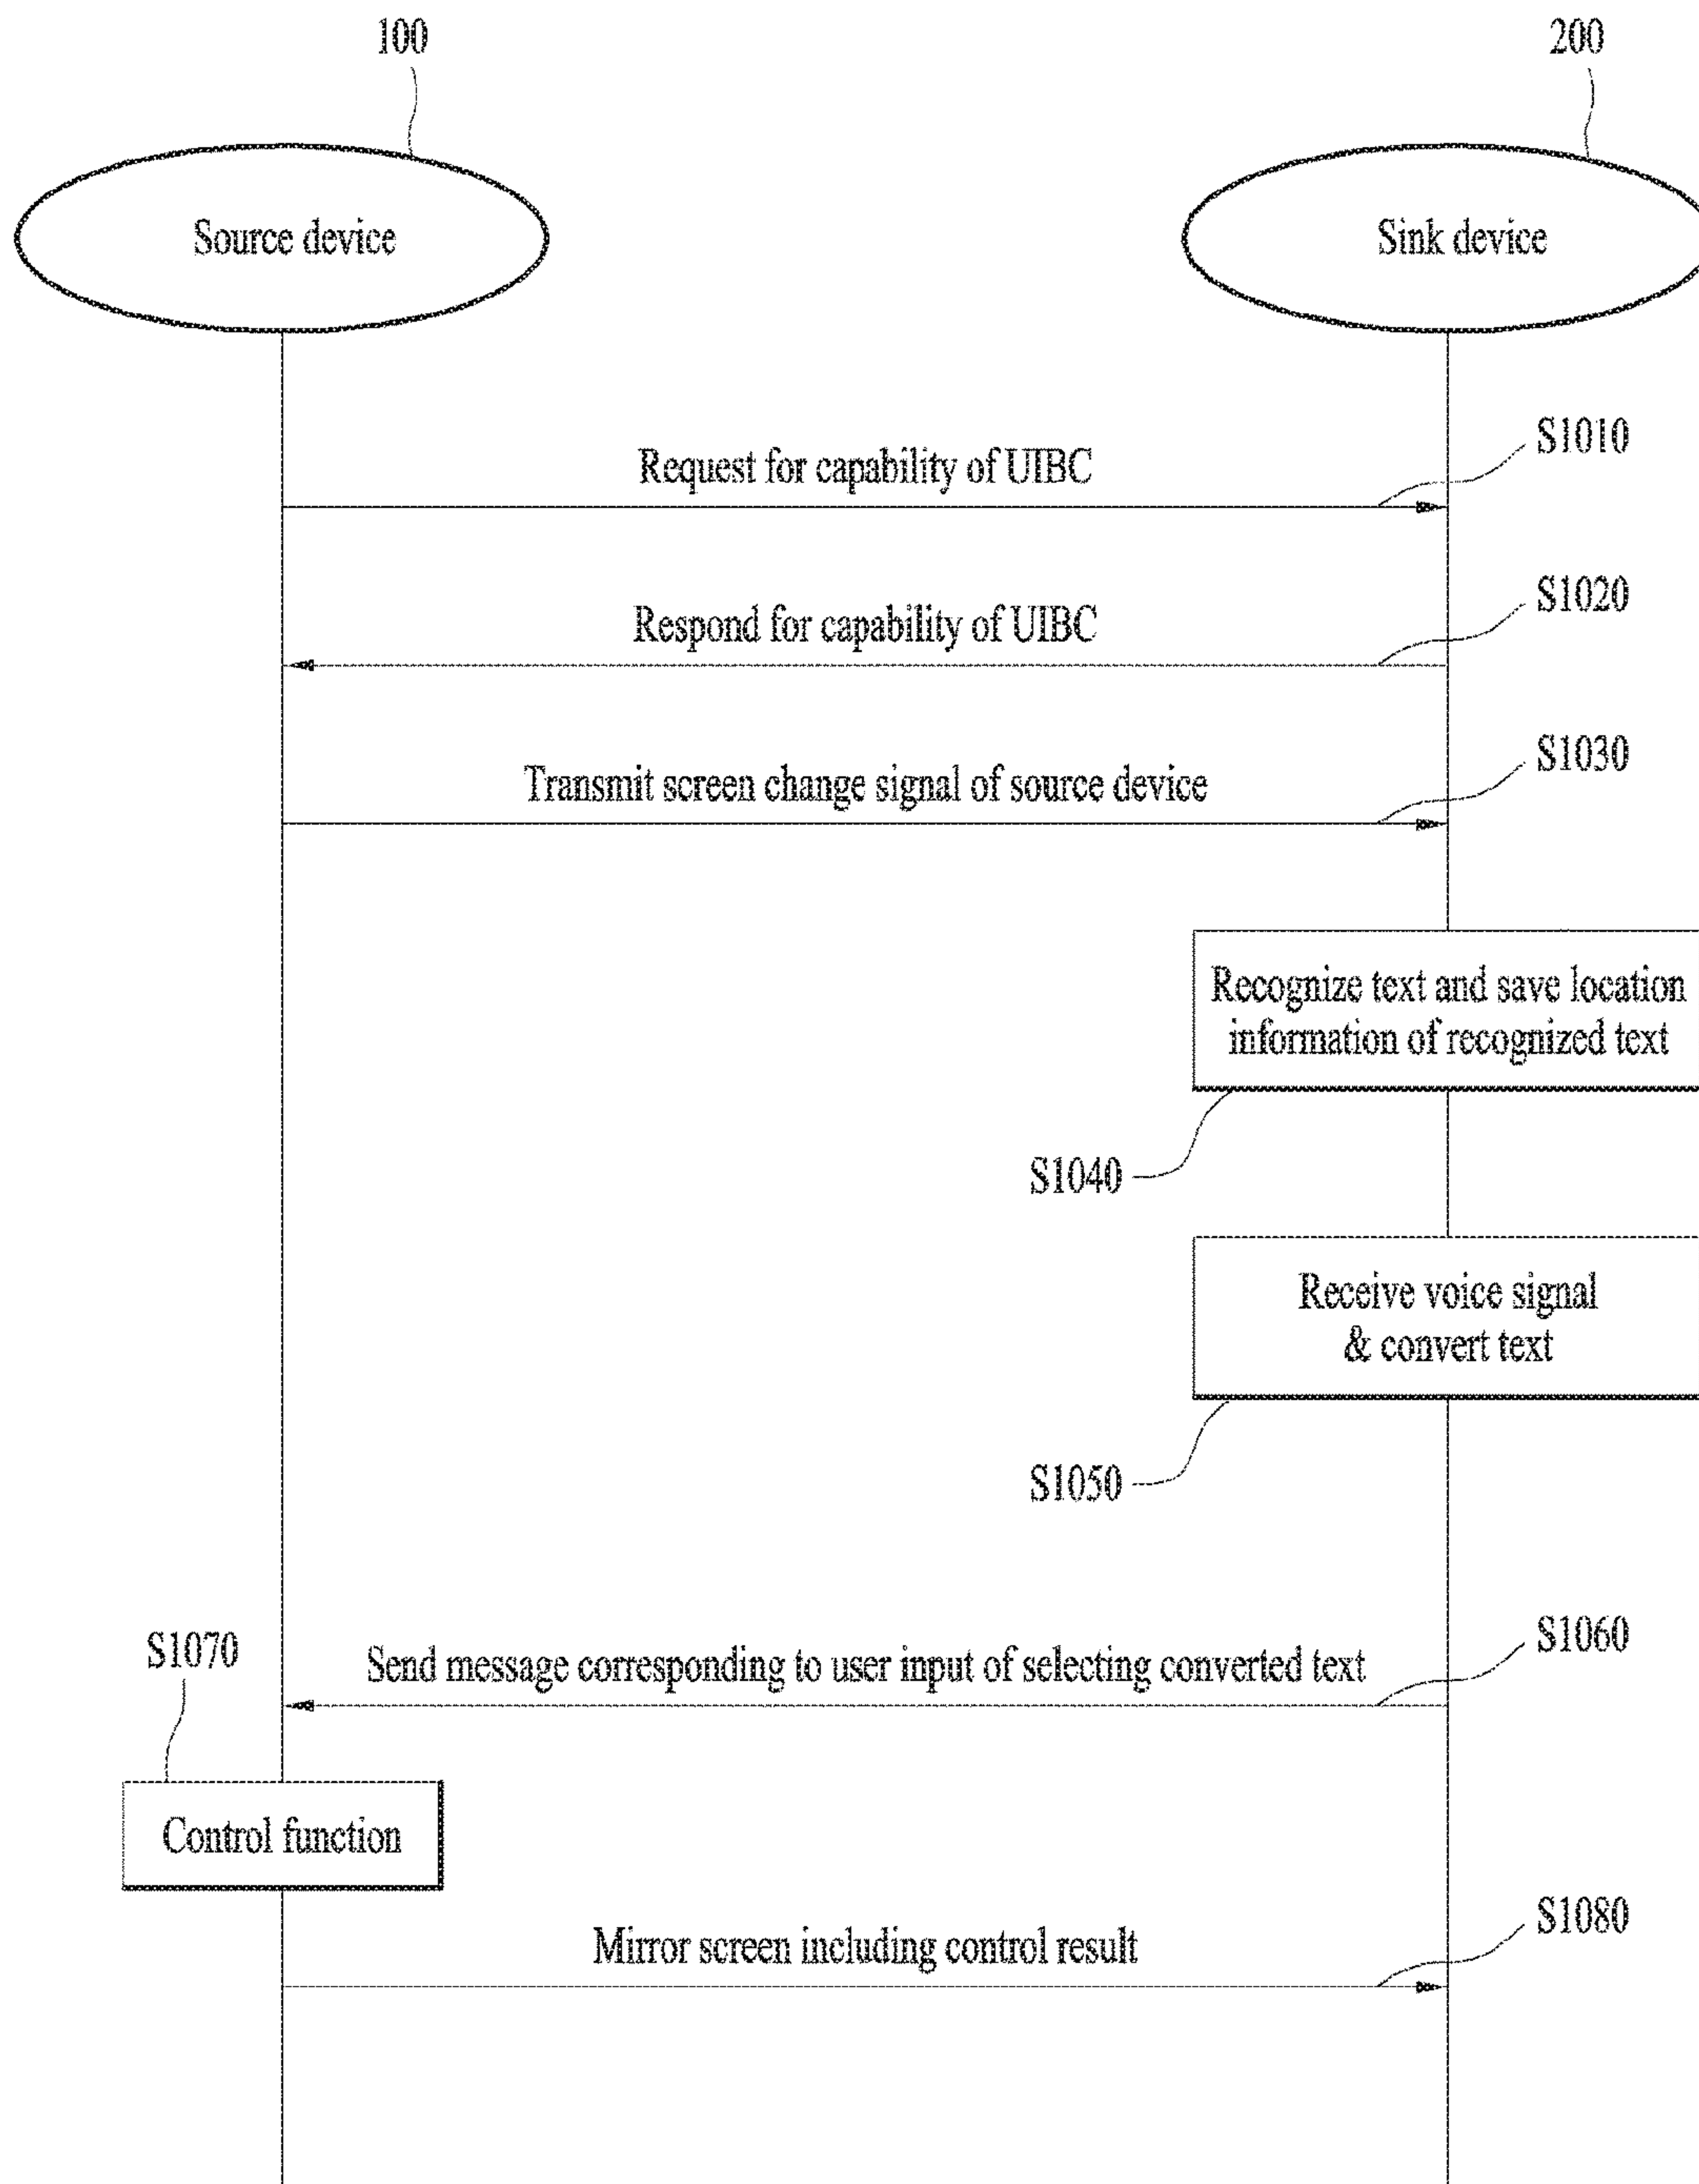 100
200
Source device
Sink device
S1010
Request for capability of UIBC
S1020
Respond for capability of UIBC
S1030
Transmit screen change signal of source device
Recognize text and save location
information of recognized text
S1040
Receive voice signal
& convert text
S1050
S1060
S1070
Send message corresponding to user input of selecting converted text
Control function
S1080
Mirror screen including control result